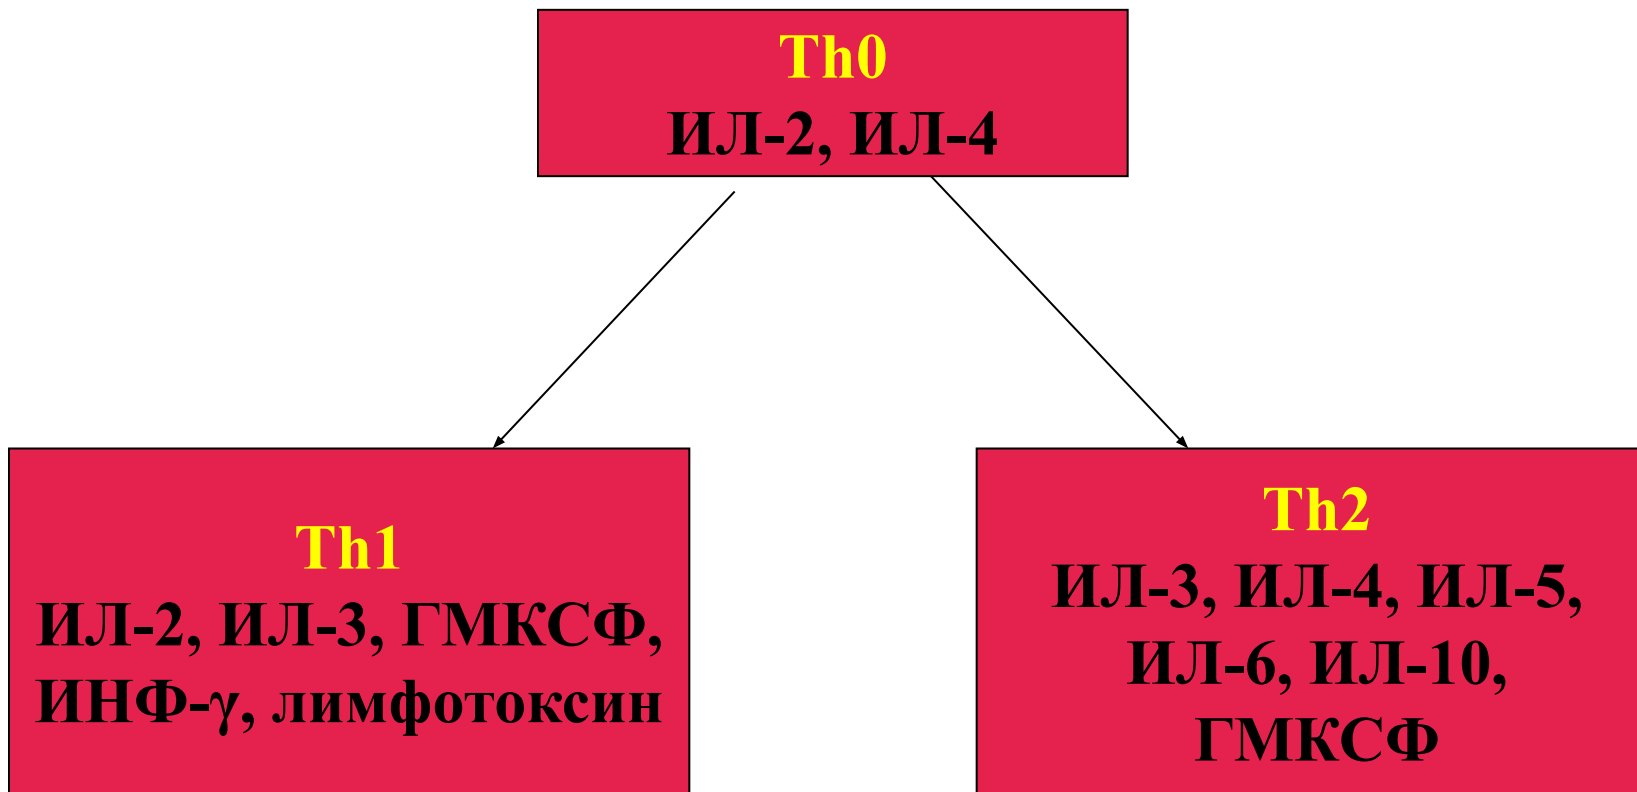 Th0
ИЛ-2, ИЛ-4
Th1
ИЛ-2, ИЛ-3, ГМКСФ,
ИНФ-γ, лимфотоксин
Th2
ИЛ-3, ИЛ-4, ИЛ-5,
ИЛ-6, ИЛ-10,
ГМКСФ